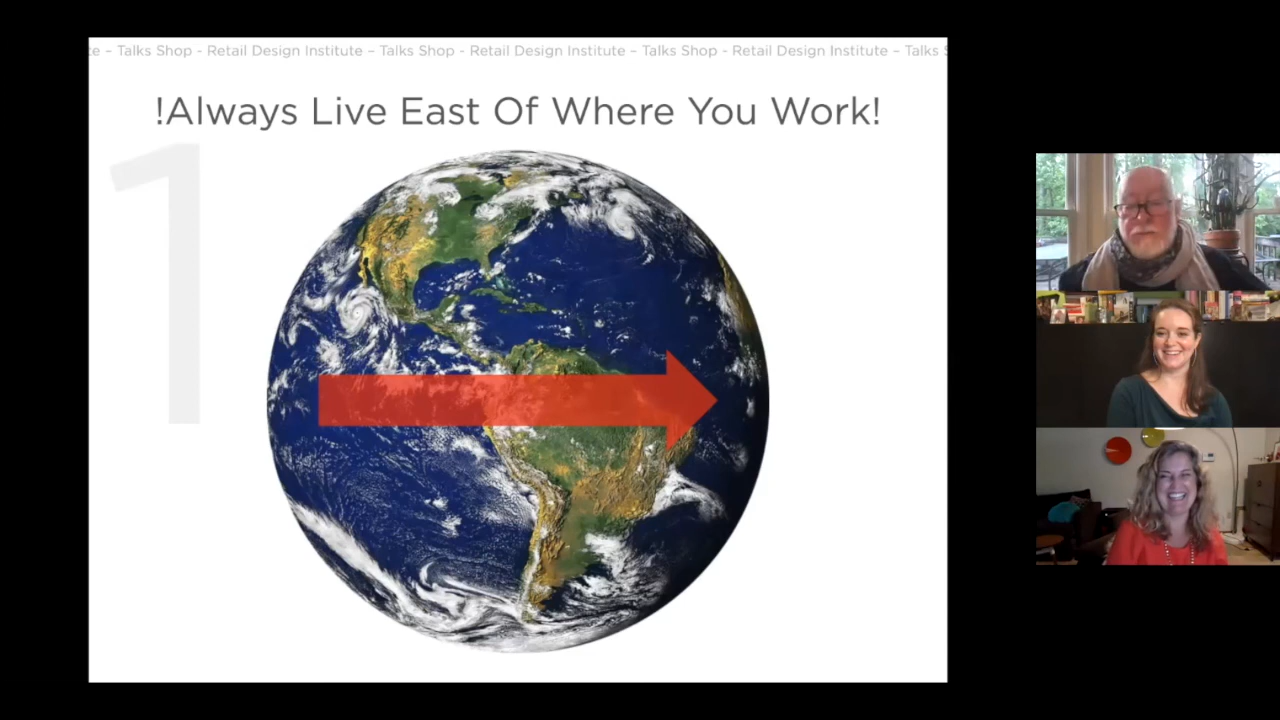 te – Talks Shop - Retail Design Institute – Talks Shop - Retail Design Institute – Talks Shop - Retail Design Institute – Talks S
!Always Live East Of Where You Work!
1